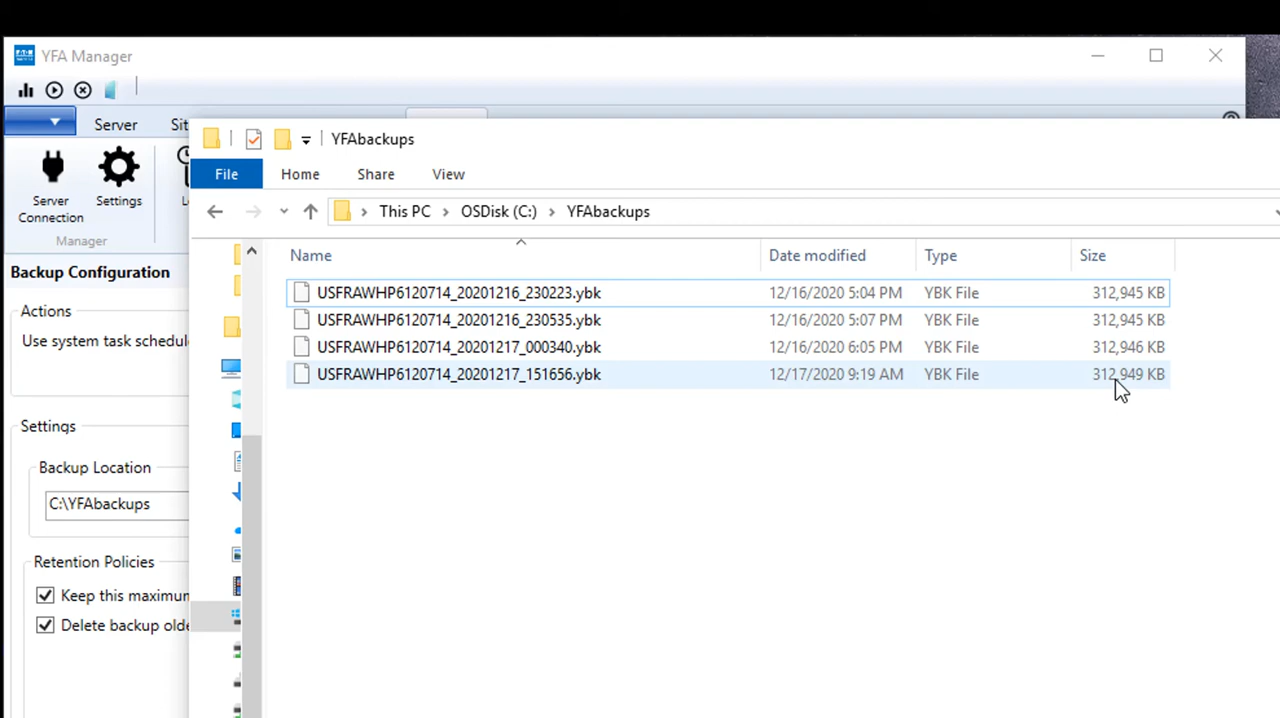 YFA Manager
Server
Server Connection
Settings
Manager
Backup Configuration
Actions
Use system task
Settings
Backup Location
C:\YFAbackups
Retention Policies
Keep this
Delete backup
YFAbackups
File Home Share View
This PC > OSDisk (C:) > YFAbackups
Name Date modified Type Size
USFRAWHP6120714_20201216_230223.ybk 12/16/2020 5:04 PM YBK File 312,945 KB
USFRAWHP6120714_20201216_230535.ybk 12/16/2020 5:07 PM YBK File 312,945 KB
USFRAWHP6120714_20201217_000340.ybk 12/16/2020 6:05 PM YBK File 312,946 KB
USFRAWHP6120714_20201217_151656.ybk 12/17/2020 9:19 AM YBK File 312,949 KB